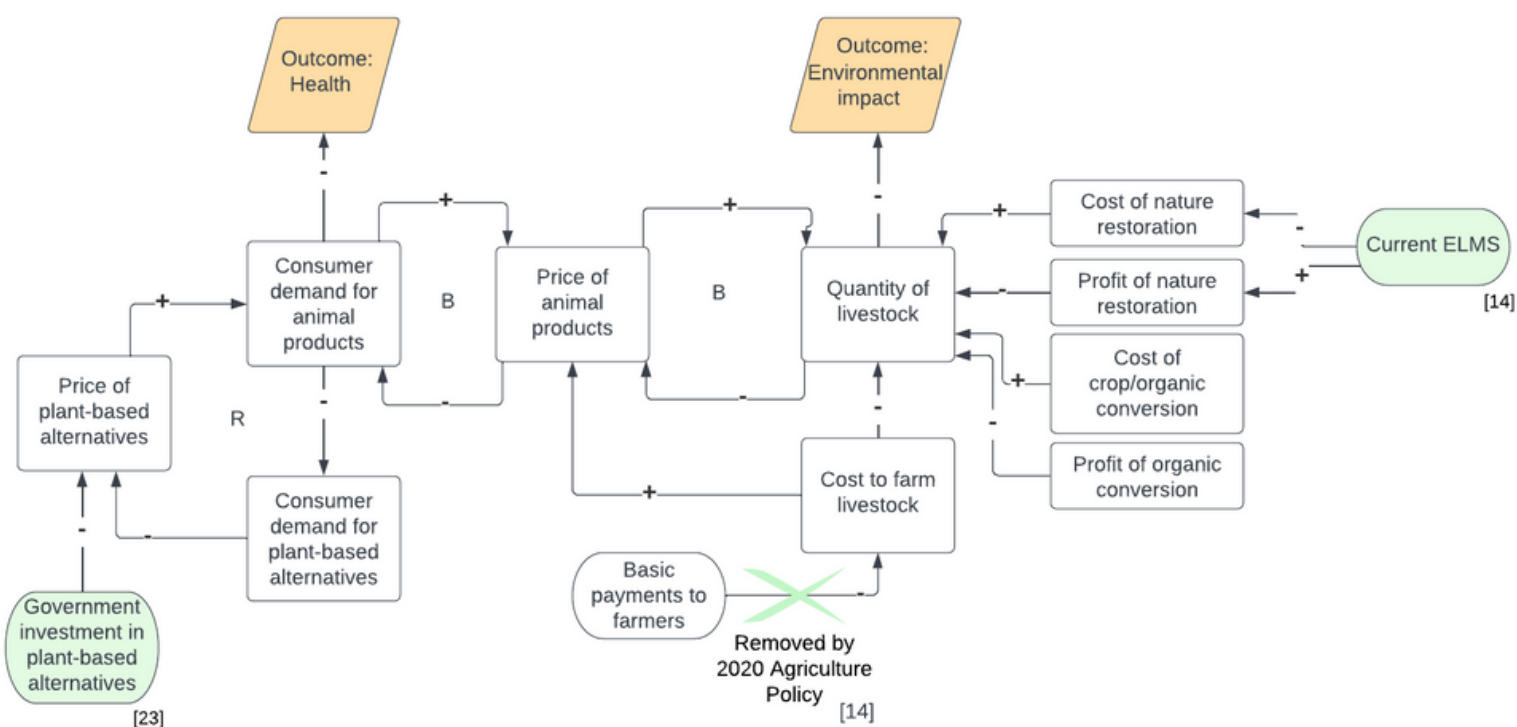 Outcome:
Health
Outcome:
Environmental
impact
-
-
+
+
Cost of nature
restoration
+
-
Current ELMS
+
[14]
Consumer
demand for
animal
products
B
Price of
animal
products
B
Quantity of
livestock
-
Profit of nature
restoration
+
Price of
plant-based
alternatives
R
-
-
-
-
Cost of
crop/organic
conversion
+
-
Profit of organic
conversion
Consumer
demand for
plant-based
alternatives
-
-
+
Cost to farm
livestock
Basic
payments to
farmers
-
Removed by
2020 Agriculture
Policy
[14]
Government
investment in
plant-based
alternatives
[23]